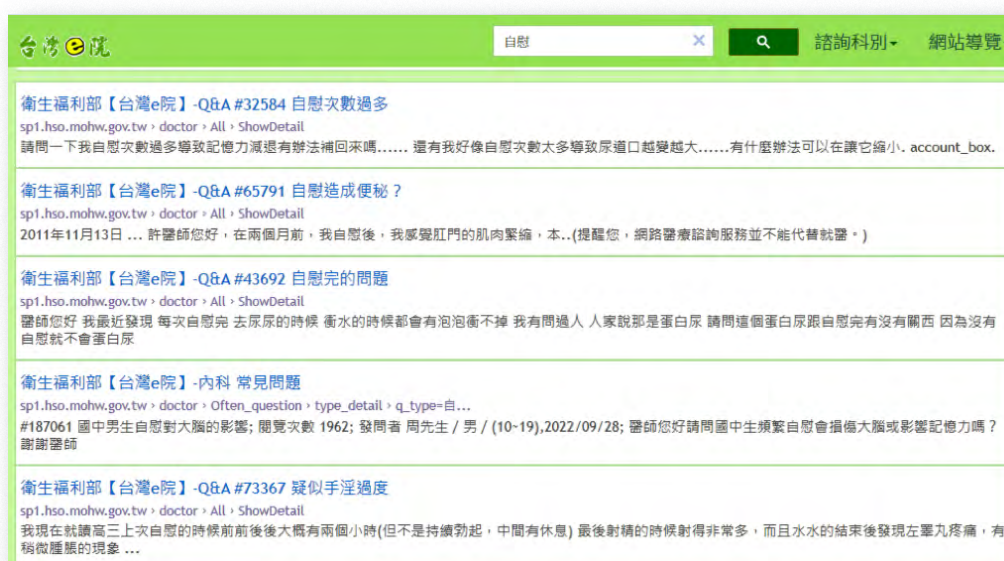 台灣e院
自慰
諮詢科別
網站導覽
衛生福利部【台灣e院】-Q&A #32584 自慰次數過多
sp1.hso.mohw.gov.tw › doctor › All › ShowDetail
請問一下我自慰次數過多導致記憶力減退有辦法補回來嗎...... 還有我好像自慰次數太多導致尿道口越變越大......有什麼辦法可以在讓它縮小. account_box.
衛生福利部【台灣e院】-Q&A #65791 自慰造成便秘？
sp1.hso.mohw.gov.tw › doctor › All › ShowDetail
2011年11月13日 ... 許醫師您好，在兩個月前，我自慰後，我感覺肛門的肌肉緊縮，本..(提醒您，網路醫療諮詢服務並不能代替就醫。)
衛生福利部【台灣e院】-Q&A #43692 自慰完的問題
sp1.hso.mohw.gov.tw › doctor › All › ShowDetail
醫師您好 我最近發現 每次自慰完 去尿尿的時候 衝水的時候都會有泡泡衝不掉 我有問過人 人家說那是蛋白尿 請問這個蛋白尿跟自慰完有沒有關西 因為沒有
自慰就不會蛋白尿
衛生福利部【台灣e院】-內科 常見問題
sp1.hso.mohw.gov.tw › doctor › Often_question › type_detail › q_type=自...
#187061 國中男生自慰對大腦的影響; 閱覽次數 1962; 發問者 周先生 / 男 / (10~19),2022/09/28; 醫師您好請問國中生頻繁自慰會損傷大腦或影響記憶力嗎？
謝謝醫師
衛生福利部【台灣e院】-Q&A #73367 疑似手淫過度
sp1.hso.mohw.gov.tw › doctor › All › ShowDetail
我現在就讀高三上次自慰的時候前前後後大概有兩個小時(但不是持續勃起，中間有休息) 最後射精的時候射得非常多，而且水水的結束後發現左睪丸疼痛，有
稍微腫脹的現象 ...